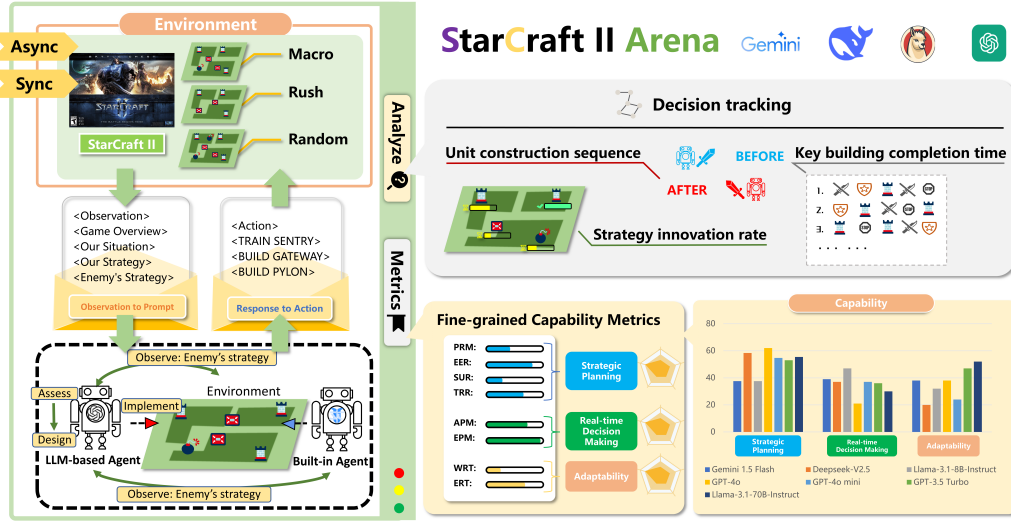 Environment
Async
Sync
STARCRAFT
StarCraft II
Macro
Rush
Random
<Observation>
<Game Overview>
<Our Situation>
<Our Strategy>
<Enemy's Strategy>
Observation to Prompt
<Action>
<TRAIN SENTRY>
<BUILD GATEWAY>
<BUILD PYLON>
Response to Action
Observe: Enemy's strategy
Environment
Assess
Implement
Design
LLM-based Agent
Built-in Agent
Observe: Enemy's strategy
Analyze
Metrics
StarCraft II Arena
Gemini
Decision tracking
Unit construction sequence
BEFORE
AFTER
Key building completion time
1.
2.
3.
... ...
Strategy innovation rate
Fine-grained Capability Metrics
PRM:
EER:
SUR:
TRR:
Strategic
Planning
APM:
EPM:
Real-time
Decision
Making
WRT:
ERT:
Adaptability
Capability
80
60
40
20
0
Strategic
Planning
Real-time
Decision Making
Adaptability
Gemini 1.5 Flash
Deepseek-V2.5
Llama-3.1-8B-Instruct
GPT-4o
GPT-4o mini
GPT-3.5 Turbo
Llama-3.1-70B-Instruct